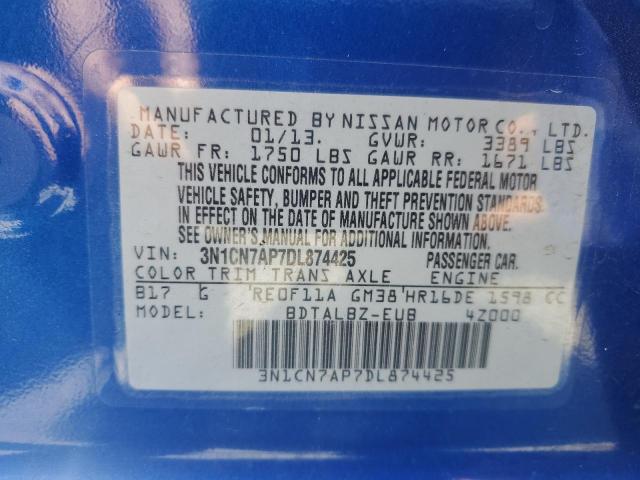 MANUFACTURED BY NISSAN MOTOR CO., LTD.
DATE: 01/13. GVWR: 3389 LBS
GAWR FR: 1750 LBS GAWR RR: 1671 LBS
THIS VEHICLE CONFORMS TO ALL APPLICABLE FEDERAL MOTOR
VEHICLE SAFETY, BUMPER AND THEFT PREVENTION STANDARDS
IN EFFECT ON THE DATE OF MANUFACTURE SHOWN ABOVE.
SEE OWNER'S MANUAL FOR ADDITIONAL INFORMATION.
VIN: 3N1CN7AP7DL874425 PASSENGER CAR.
COLOR TRIM TRANS AXLE ENGINE
B17 G 'RE0F11A GM38'HR16DE 1598 CC
MODEL: BDTALBZ-EUB 4Z000
3N1CN7AP7DL874425